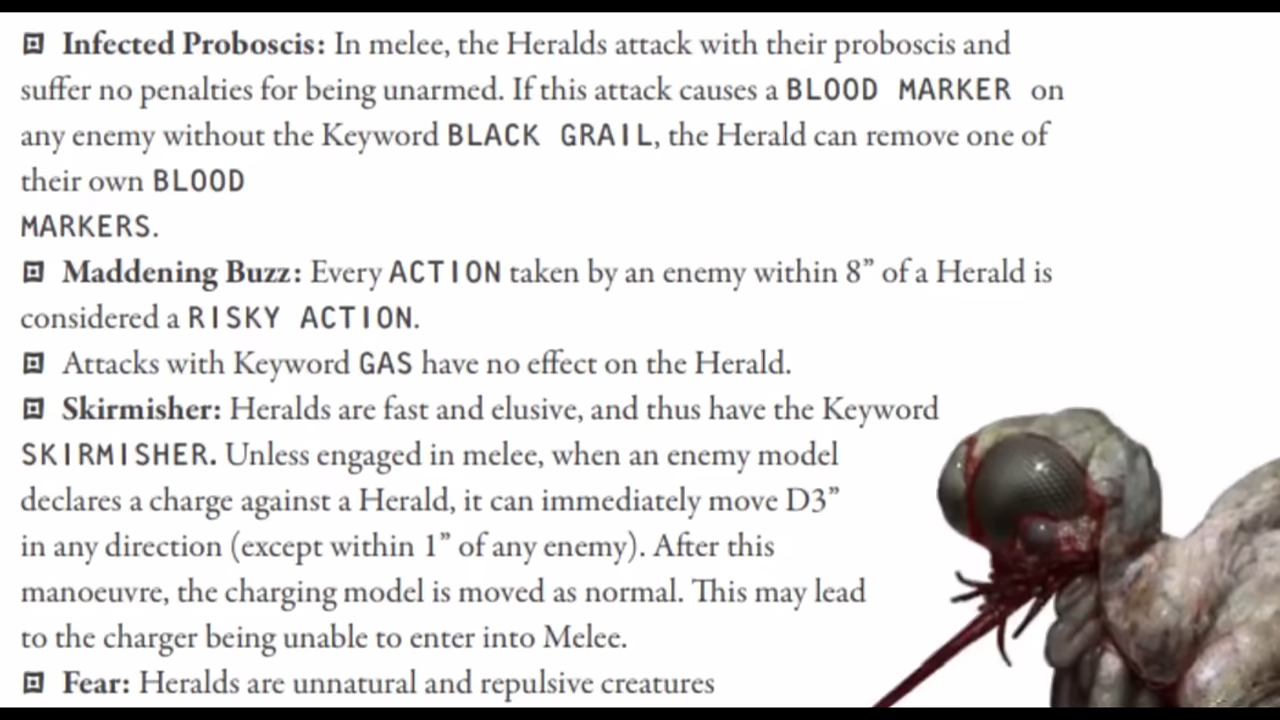 Infected Proboscis: In melee, the Heralds attack with their proboscis and
suffer no penalties for being unarmed. If this attack causes a BLOOD MARKER on
any enemy without the Keyword BLACK GRAIL, the Herald can remove one of
their own BLOOD
MARKERS.
Maddening Buzz: Every ACTION taken by an enemy within 8” of a Herald is
considered a RISKY ACTION.
Attacks with Keyword GAS have no effect on the Herald.
Skirmisher: Heralds are fast and elusive, and thus have the Keyword
SKIRMISHER. Unless engaged in melee, when an enemy model
declares a charge against a Herald, it can immediately move D3”
in any direction (except within 1” of any enemy). After this
manoeuvre, the charging model is moved as normal. This may lead
to the charger being unable to enter into Melee.
Fear: Heralds are unnatural and repulsive creatures